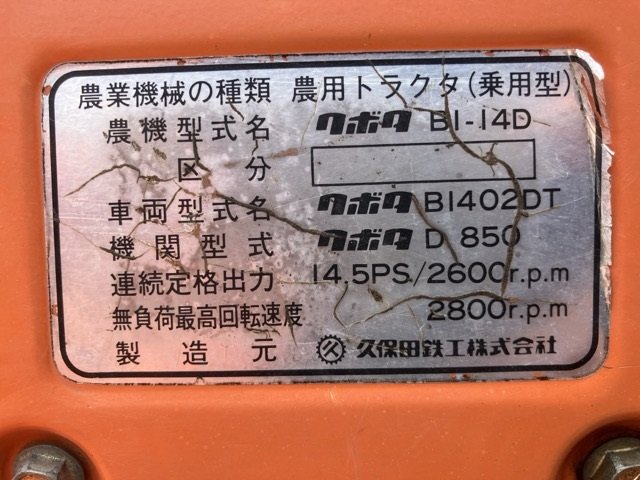 農業機械の種類 農用トラクタ(乗用型)
農機型式名 クボタ B1-14D
区分
車両型式名 クボタ B1402DT
機関型式 クボタ D 850
連続定格出力 14.5PS/2600r.p.m
無負荷最高回転速度 2800r.p.m
製造元 久保田鉄工株式会社